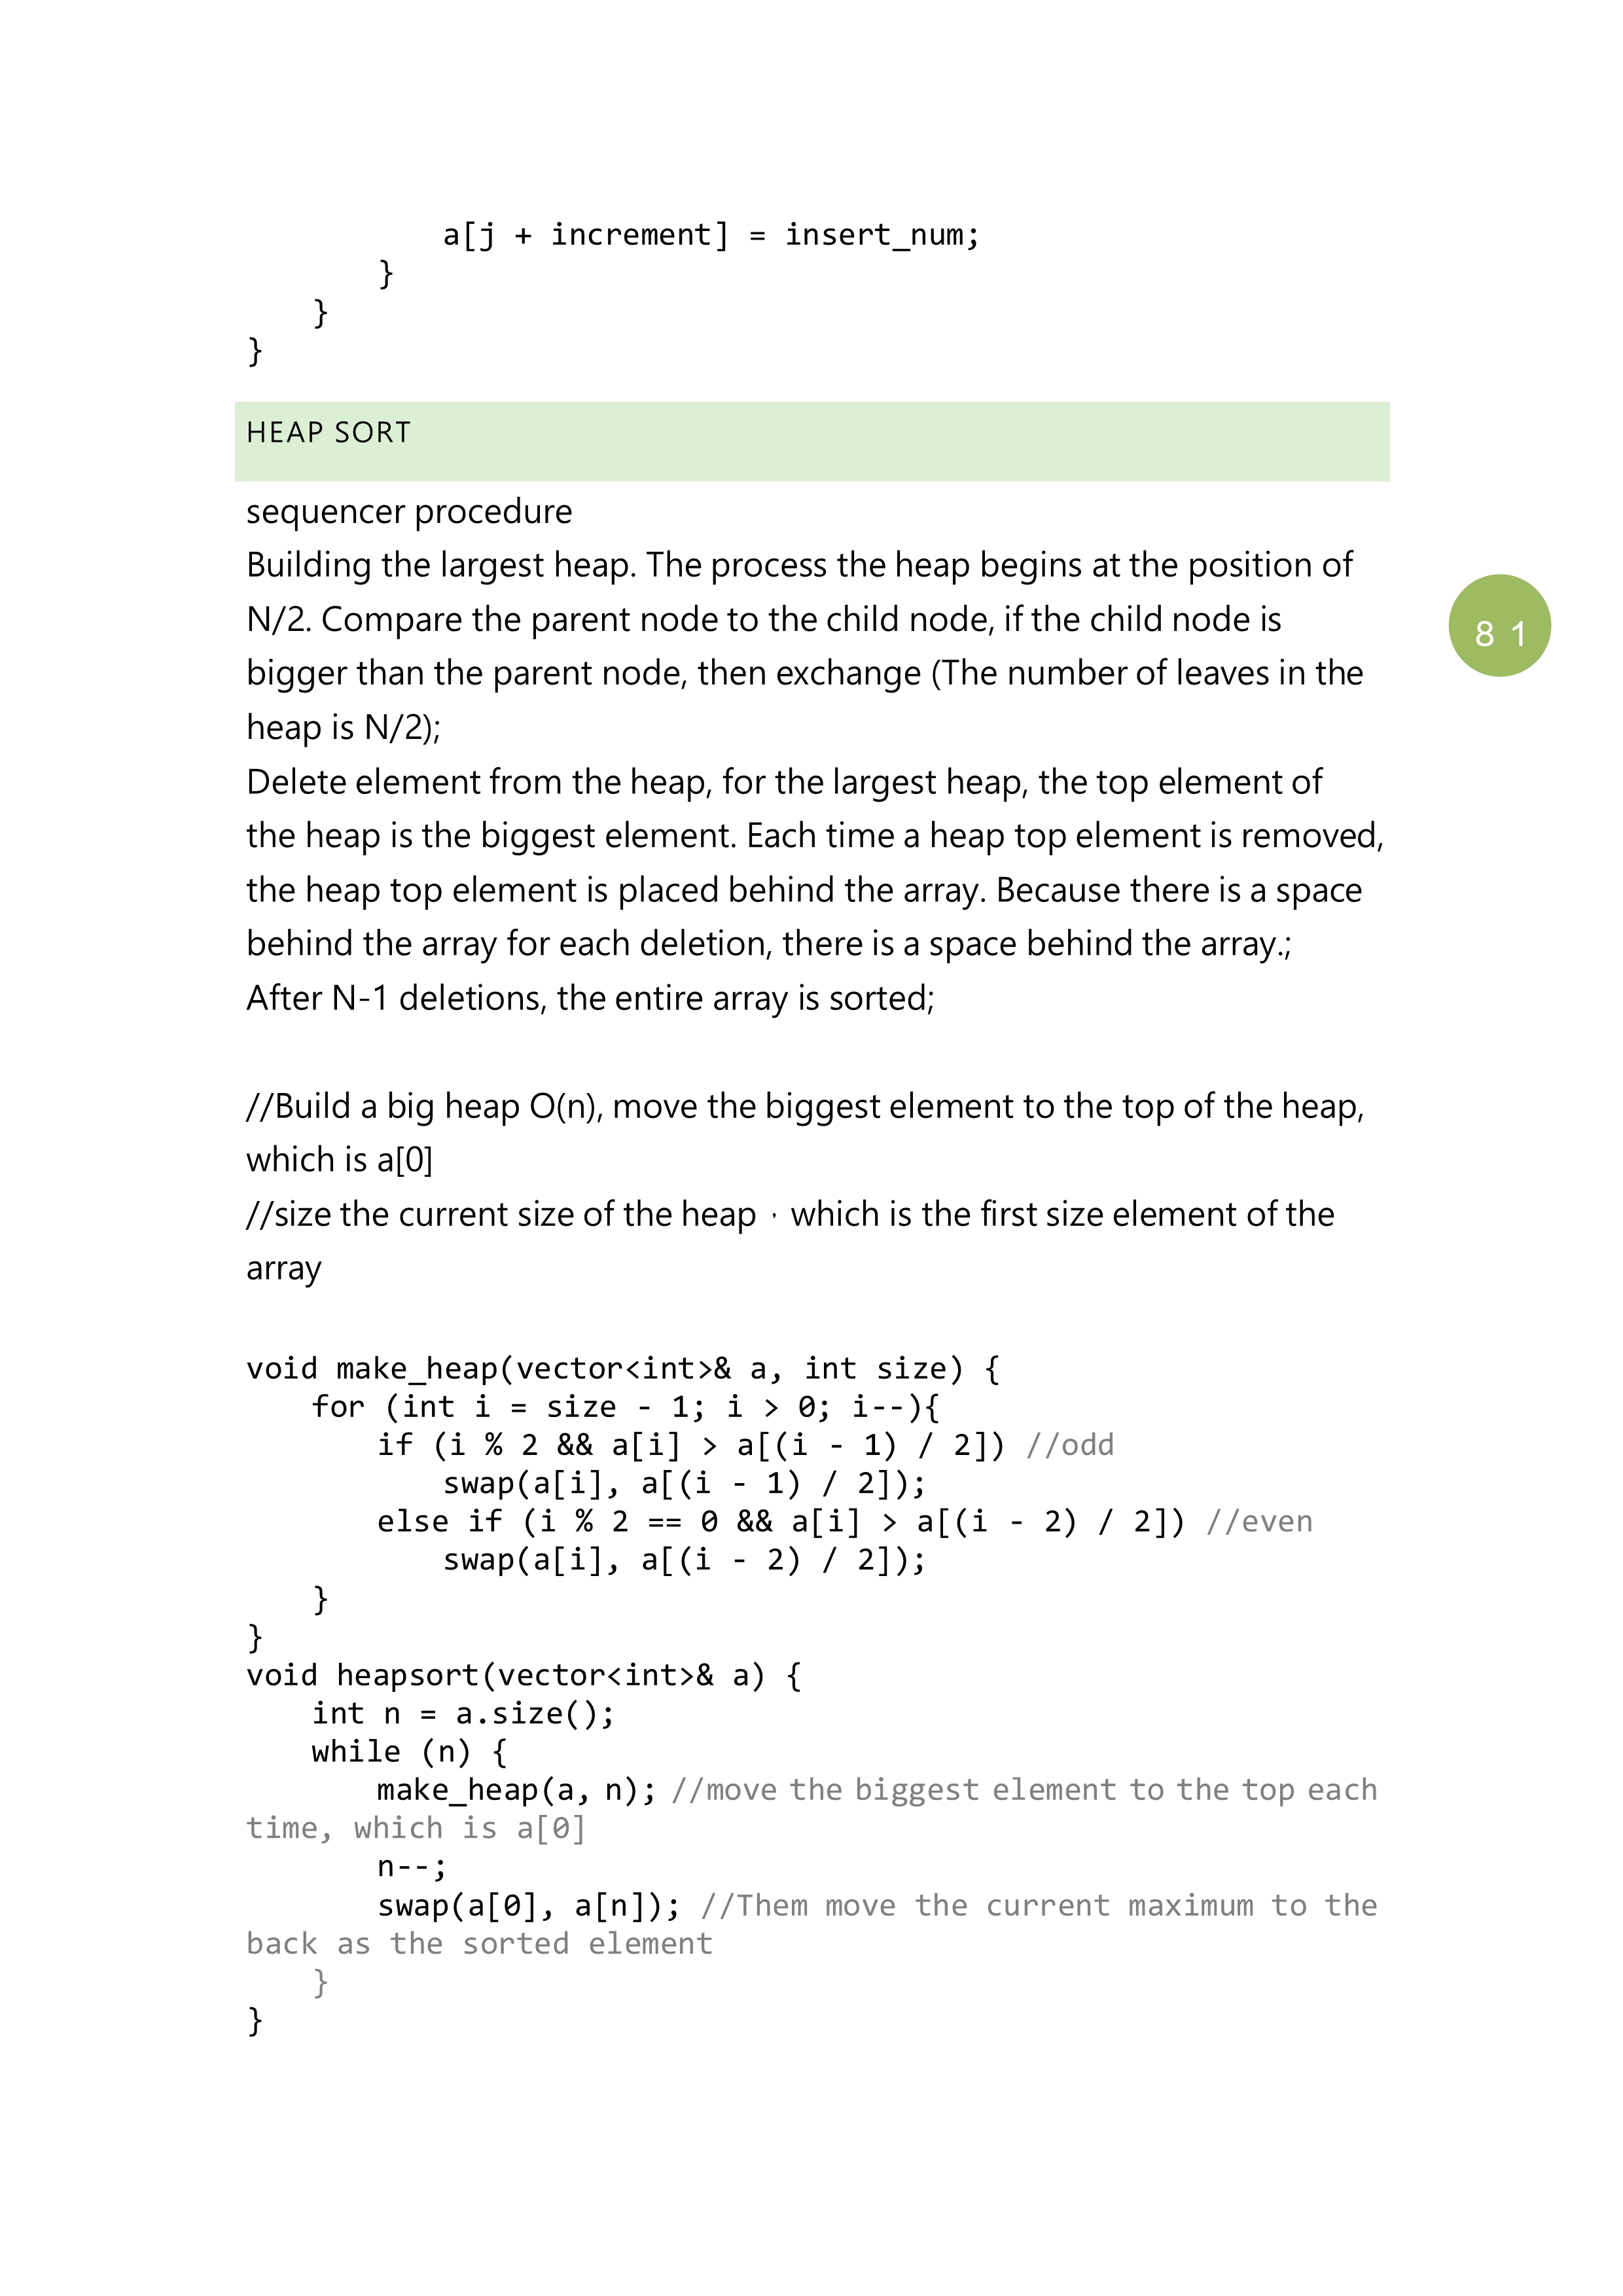 a[j + increment] = insert_num;
        }
    }
}
HEAP SORT
sequencer procedure
Building the largest heap. The process the heap begins at the position of
N/2. Compare the parent node to the child node, if the child node is
bigger than the parent node, then exchange (The number of leaves in the
heap is N/2);
Delete element from the heap, for the largest heap, the top element of
the heap is the biggest element. Each time a heap top element is removed,
the heap top element is placed behind the array. Because there is a space
behind the array for each deletion, there is a space behind the array.;
After N-1 deletions, the entire array is sorted;
81
//Build a big heap O(n), move the biggest element to the top of the heap,
which is a[0]
//size the current size of the heap，which is the first size element of the
array
void make_heap(vector<int>& a, int size) {
    for (int i = size - 1; i > 0; i--){
        if (i % 2 && a[i] > a[(i - 1) / 2]) //odd
            swap(a[i], a[(i - 1) / 2]);
        else if (i % 2 == 0 && a[i] > a[(i - 2) / 2]) //even
            swap(a[i], a[(i - 2) / 2]);
    }
}
void heapsort(vector<int>& a) {
    int n = a.size();
    while (n) {
        make_heap(a, n); //move the biggest element to the top each
time, which is a[0]
        n--;
        swap(a[0], a[n]); //Them move the current maximum to the
back as the sorted element
    }
}